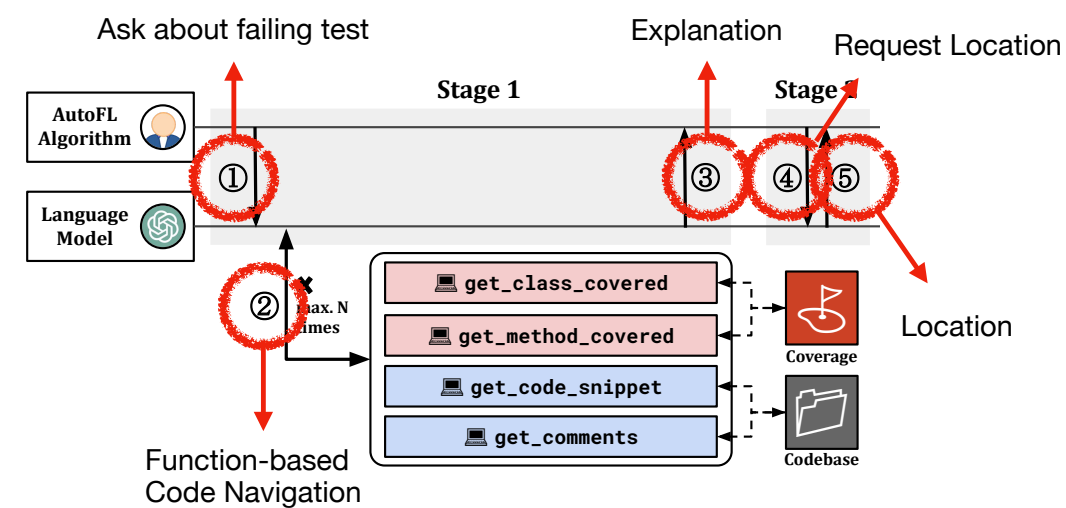 Ask about failing test
Explanation
Request Location
Stage 1
Stage
AutoFL
Algorithm
①
③
④
⑤
Language
Model
②
max. N
times
get_class_covered
get_method_covered
get_code_snippet
get_comments
Coverage
Codebase
Location
Function-based
Code Navigation